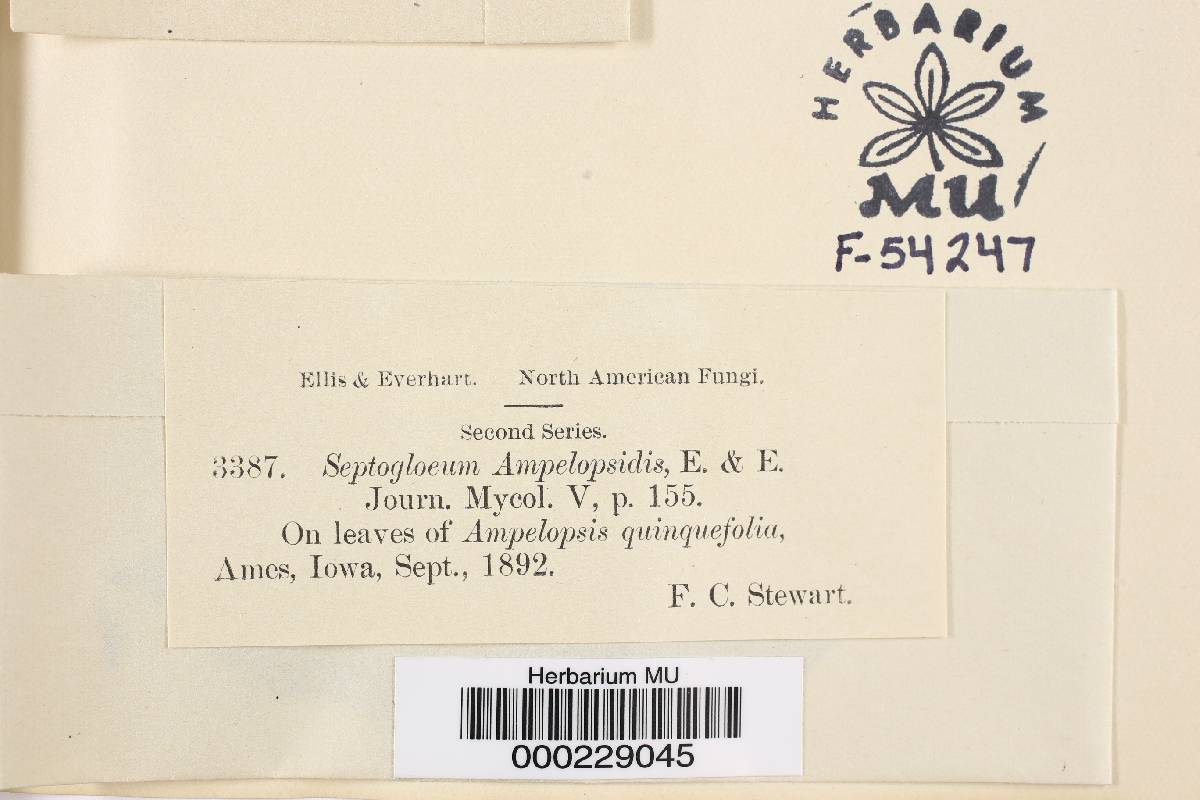 HERBARIUM
MU
F-54247
Ellis & Everhart. North American Fungi.
Second Series.
3387. Septogloeum Ampelopsidis, E. & E.
Journ. Mycol. V, p. 155.
On leaves of Ampelopsis quinquefolia,
Ames, Iowa, Sept., 1892.
F. C. Stewart.
Herbarium MU
000229045